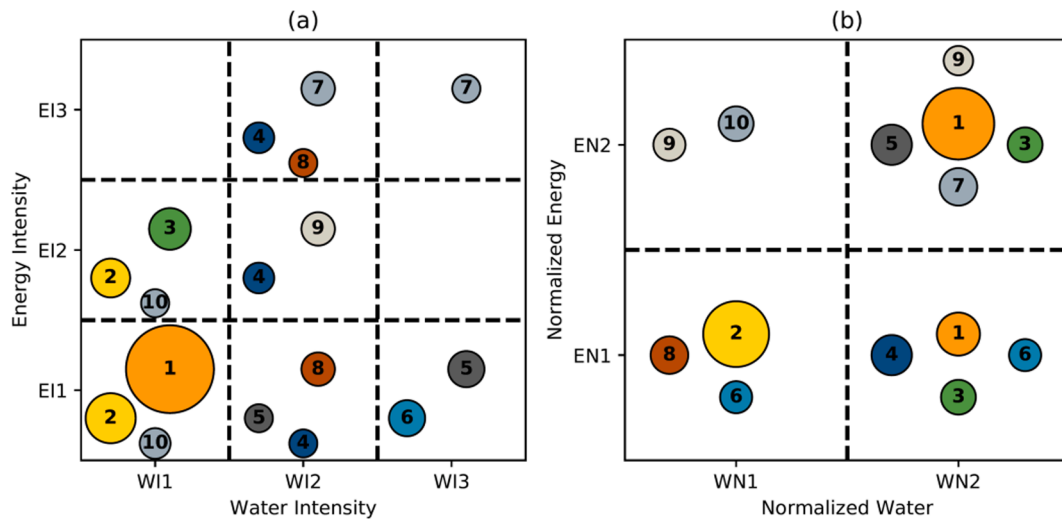 (a)
(b)
EI3
7
7
4
8
EI2
3
9
2
4
10
EI1
1
8
5
2
5
6
10
4
WI1
WI2
WI3
Water Intensity
Energy Intensity
EN2
9
10
9
1
5
3
7
EN1
2
8
6
1
4
6
3
WN1
WN2
Normalized Water
Normalized Energy